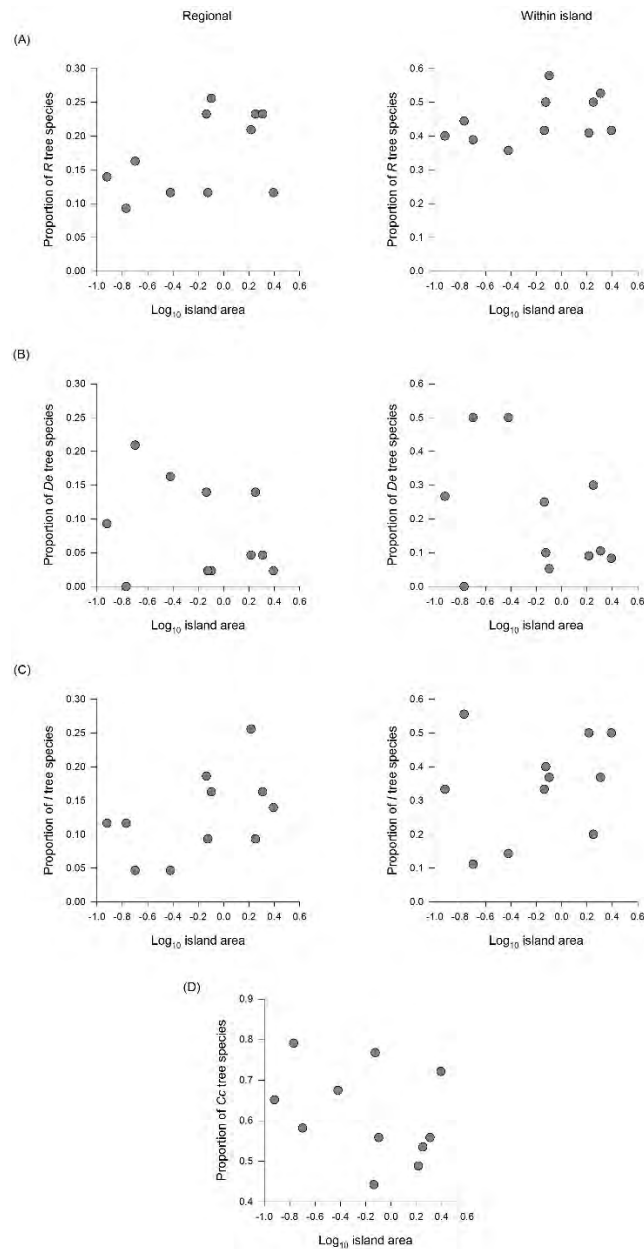 Regional
Within island
(A)
Proportion of R tree species
0.30
0.25
0.20
0.15
0.10
0.05
0.00
-1.0 -0.8 -0.6 -0.4 -0.2 0.0 0.2 0.4 0.6
Log10 island area
Proportion of R tree species
0.6
0.5
0.4
0.3
0.2
0.1
0.0
-1.0 -0.8 -0.6 -0.4 -0.2 0.0 0.2 0.4 0.6
Log10 island area
(B)
Proportion of De tree species
0.30
0.25
0.20
0.15
0.10
0.05
0.00
-1.0 -0.8 -0.6 -0.4 -0.2 0.0 0.2 0.4 0.6
Log10 island area
Proportion of De tree species
0.6
0.5
0.4
0.3
0.2
0.1
0.0
-1.0 -0.8 -0.6 -0.4 -0.2 0.0 0.2 0.4 0.6
Log10 island area
(C)
Proportion of I tree species
0.30
0.25
0.20
0.15
0.10
0.05
0.00
-1.0 -0.8 -0.6 -0.4 -0.2 0.0 0.2 0.4 0.6
Log10 island area
Proportion of I tree species
0.6
0.5
0.4
0.3
0.2
0.1
0.0
-1.0 -0.8 -0.6 -0.4 -0.2 0.0 0.2 0.4 0.6
Log10 island area
(D)
Proportion of Cc tree species
0.9
0.8
0.7
0.6
0.5
0.4
-1.0 -0.8 -0.6 -0.4 -0.2 0.0 0.2 0.4 0.6
Log10 island area